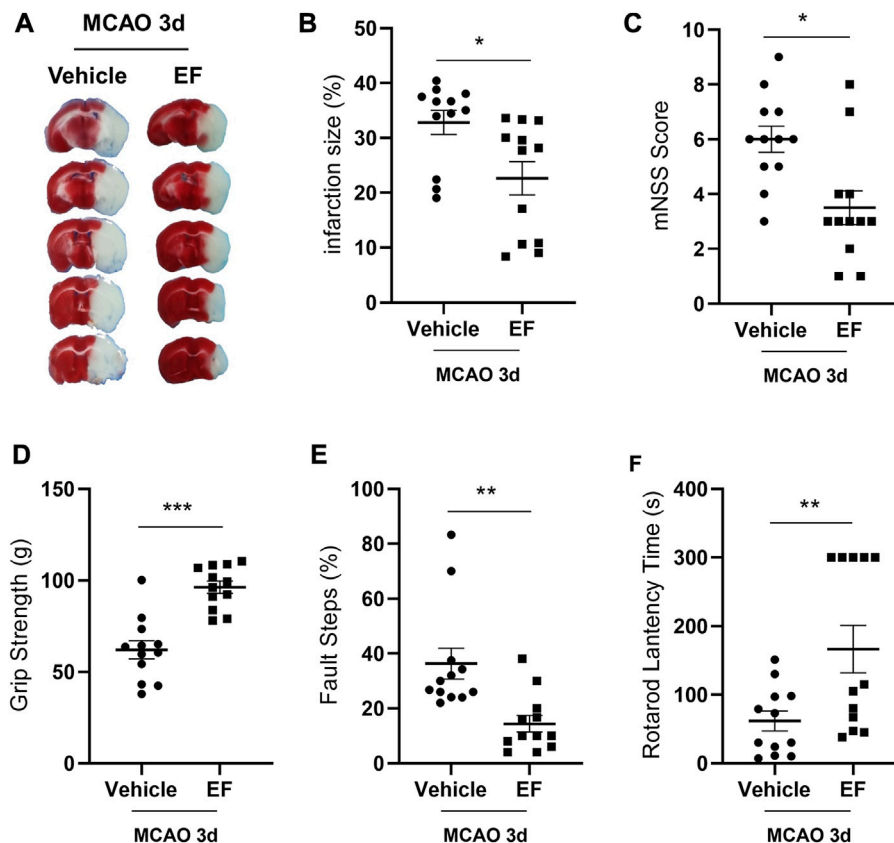 A
MCAO 3d
Vehicle EF
B
infarction size (%)
50
40
30
20
10
0
*
Vehicle EF
MCAO 3d
C
mNSS Score
10
8
6
4
2
0
*
Vehicle EF
MCAO 3d
D
Grip Strength (g)
150
100
50
0
***
Vehicle EF
MCAO 3d
E
Fault Steps (%)
100
80
60
40
20
0
**
Vehicle EF
MCAO 3d
F
Rotarod Lantency Time (s)
400
300
200
100
0
**
Vehicle EF
MCAO 3d